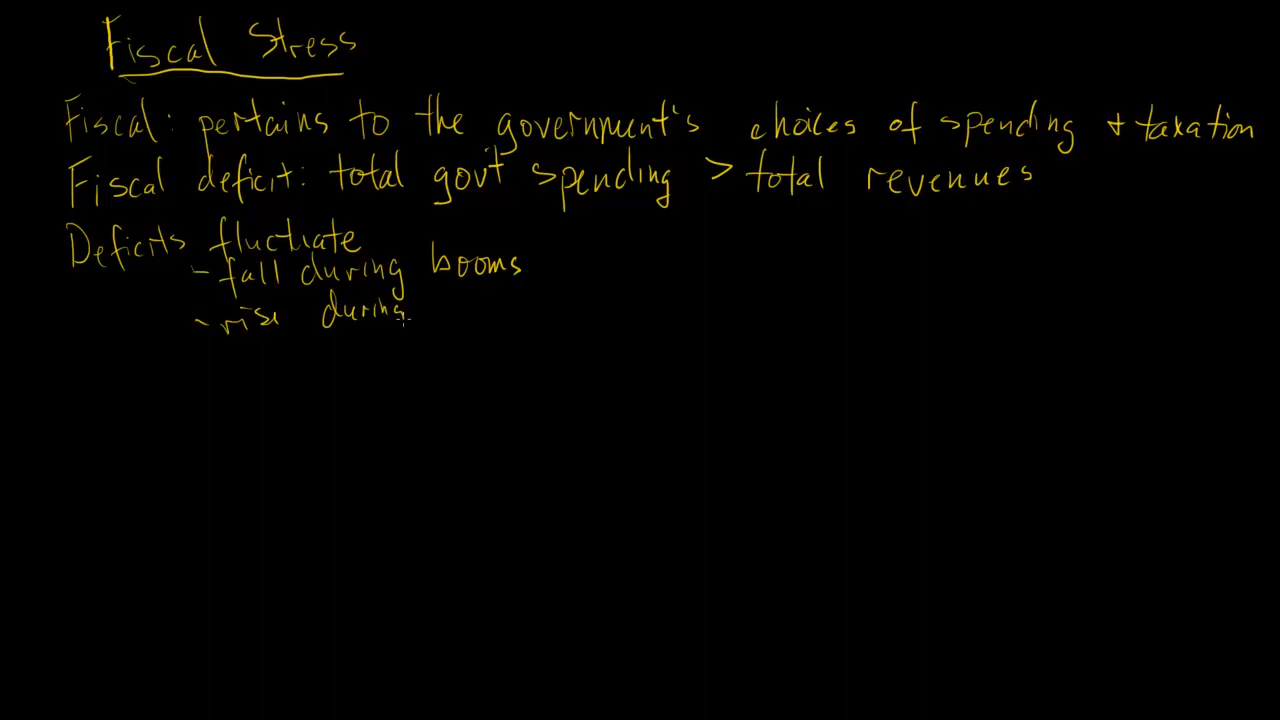 Fiscal Stress
Fiscal: pertains to the government's choices of spending + taxation
Fiscal deficit: total govt spending > total revenues
Deficits fluctuate
- fall during booms
- rise during